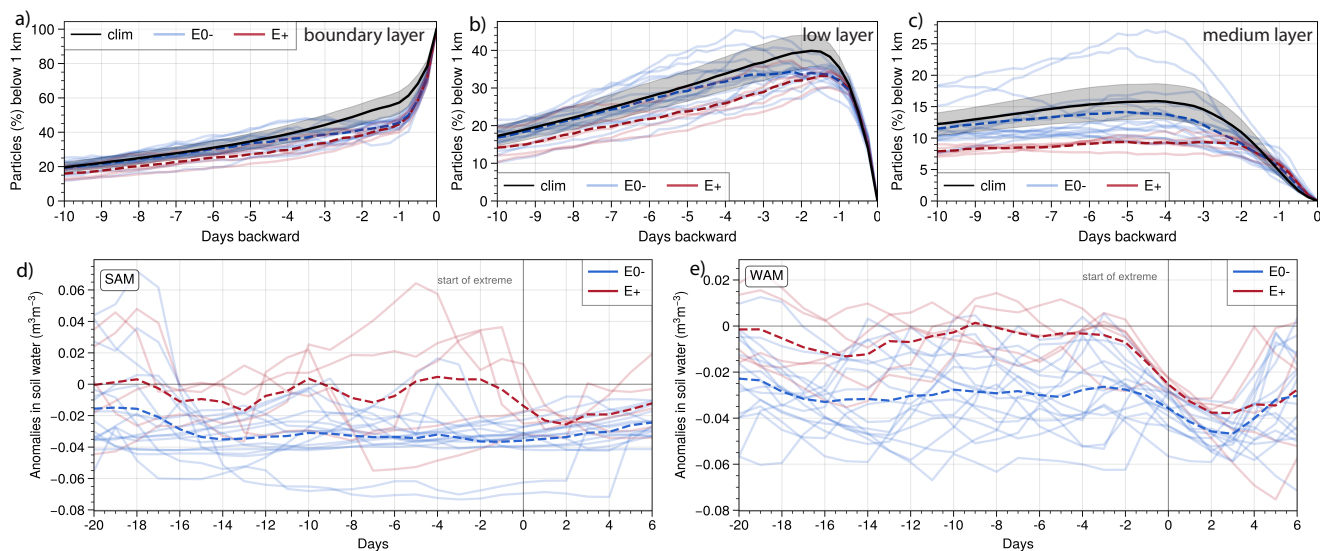 a)
100
80
60
40
20
0
Particles (%) below 1 km
clim E0- E+
boundary layer
-10 -9 -8 -7 -6 -5 -4 -3 -2 -1 0
Days backward
b)
40
30
20
10
0
Particles (%) below 1 km
low layer
clim E0- E+
-10 -9 -8 -7 -6 -5 -4 -3 -2 -1 0
Days backward
c)
25
20
15
10
5
0
Particles (%) below 1 km
medium layer
clim E0- E+
-10 -9 -8 -7 -6 -5 -4 -3 -2 -1 0
Days backward
d)
SAM
start of extreme
E0-
E+
0.06
0.04
0.02
0
−0.02
−0.04
−0.06
−0.08
Anomalies in soil water (m³m⁻³)
-20 -18 -16 -14 -12 -10 -8 -6 -4 -2 0 2 4 6
Days
e)
WAM
start of extreme
E0-
E+
0.02
0
−0.02
−0.04
−0.06
−0.08
Anomalies in soil water (m³m⁻³)
-20 -18 -16 -14 -12 -10 -8 -6 -4 -2 0 2 4 6
Days